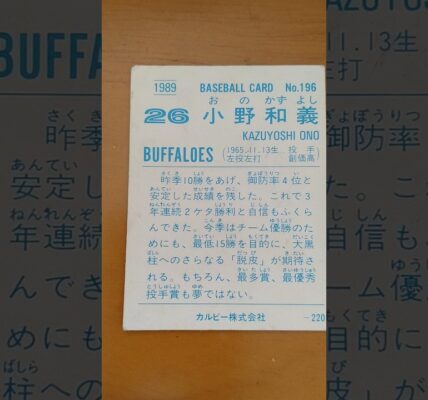 1989 BASEBALL CARD No.196
おのかずよし
26 小野和義
KAZUYOSHI ONO
BUFFALOES (1965.11.13生 投手)
(左投左打 創価高)
昨季10勝をあげ、御防率4位と
安定した成績を残した。これで3
年連続2ケタ勝利と自信もふくら
んできた。今季はチーム優勝のた
めにも、最低15勝を目的に、大黒
柱へのさらなる「脱皮」が期待さ
れる。もちろん、最多賞、最優秀
投手賞も夢ではない。
カルビー株式会社 -220